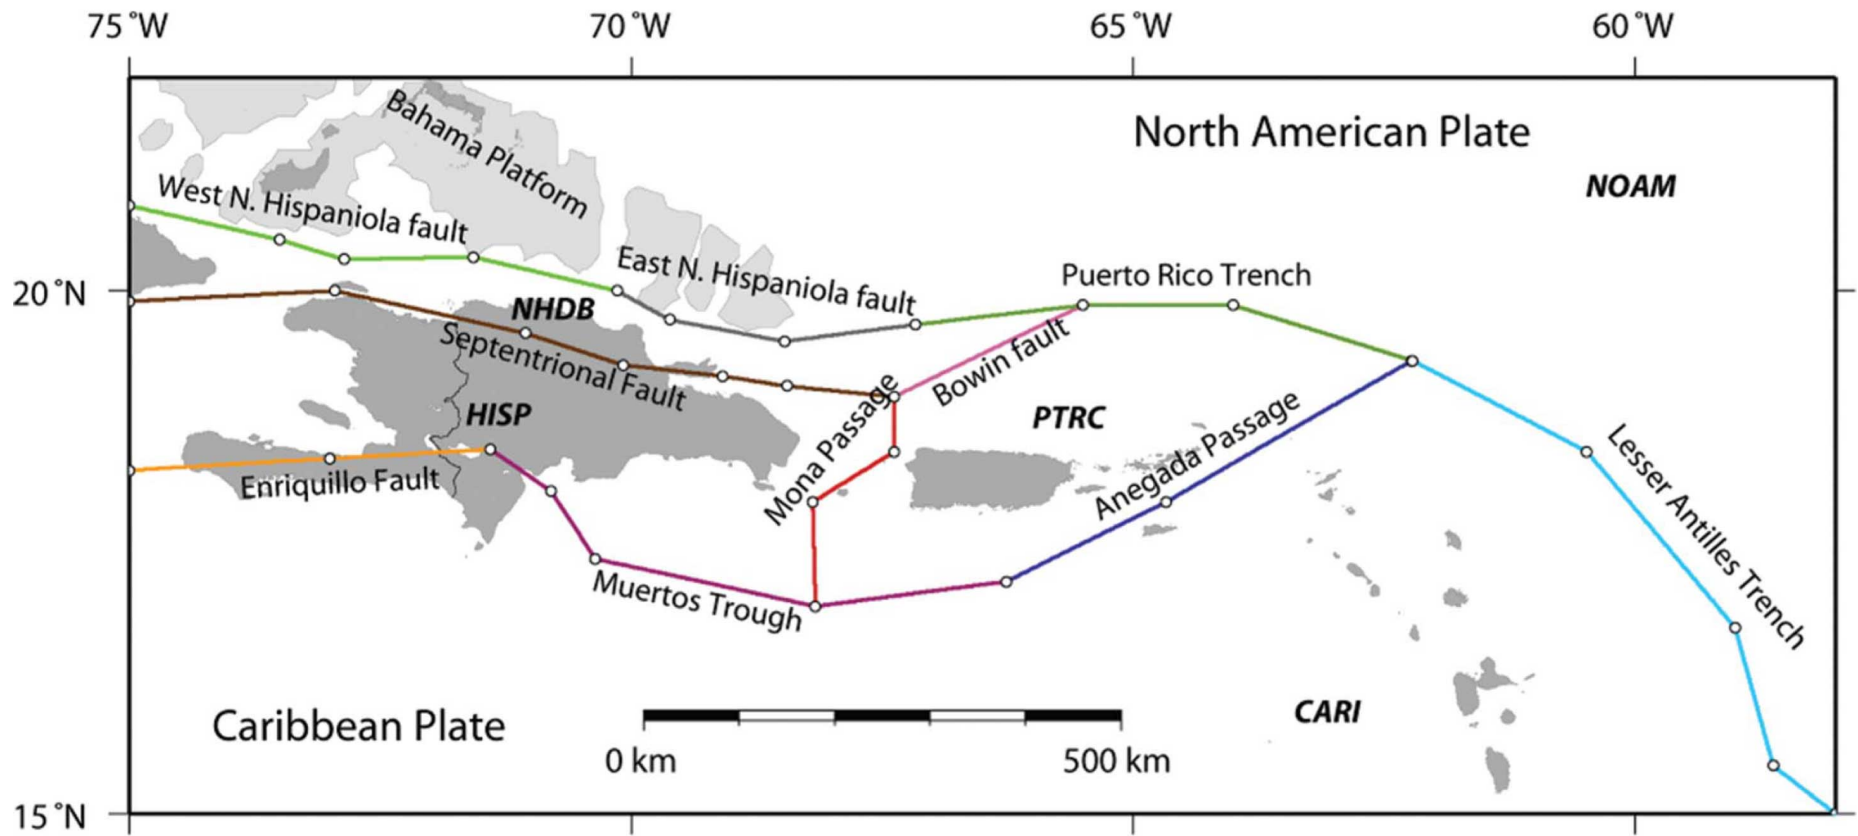 75°W
70°W
65°W
60°W
Bahama Platform
North American Plate
NOAM
West N. Hispaniola fault
East N. Hispaniola fault
Puerto Rico Trench
20°N
NHDB
Septentrional Fault
Bowin fault
Mona Passage
HISP
PTRC
Anegada Passage
Lesser Antilles Trench
Enriquillo Fault
Muertos Trough
Caribbean Plate
CARI
0 km
500 km
15°N